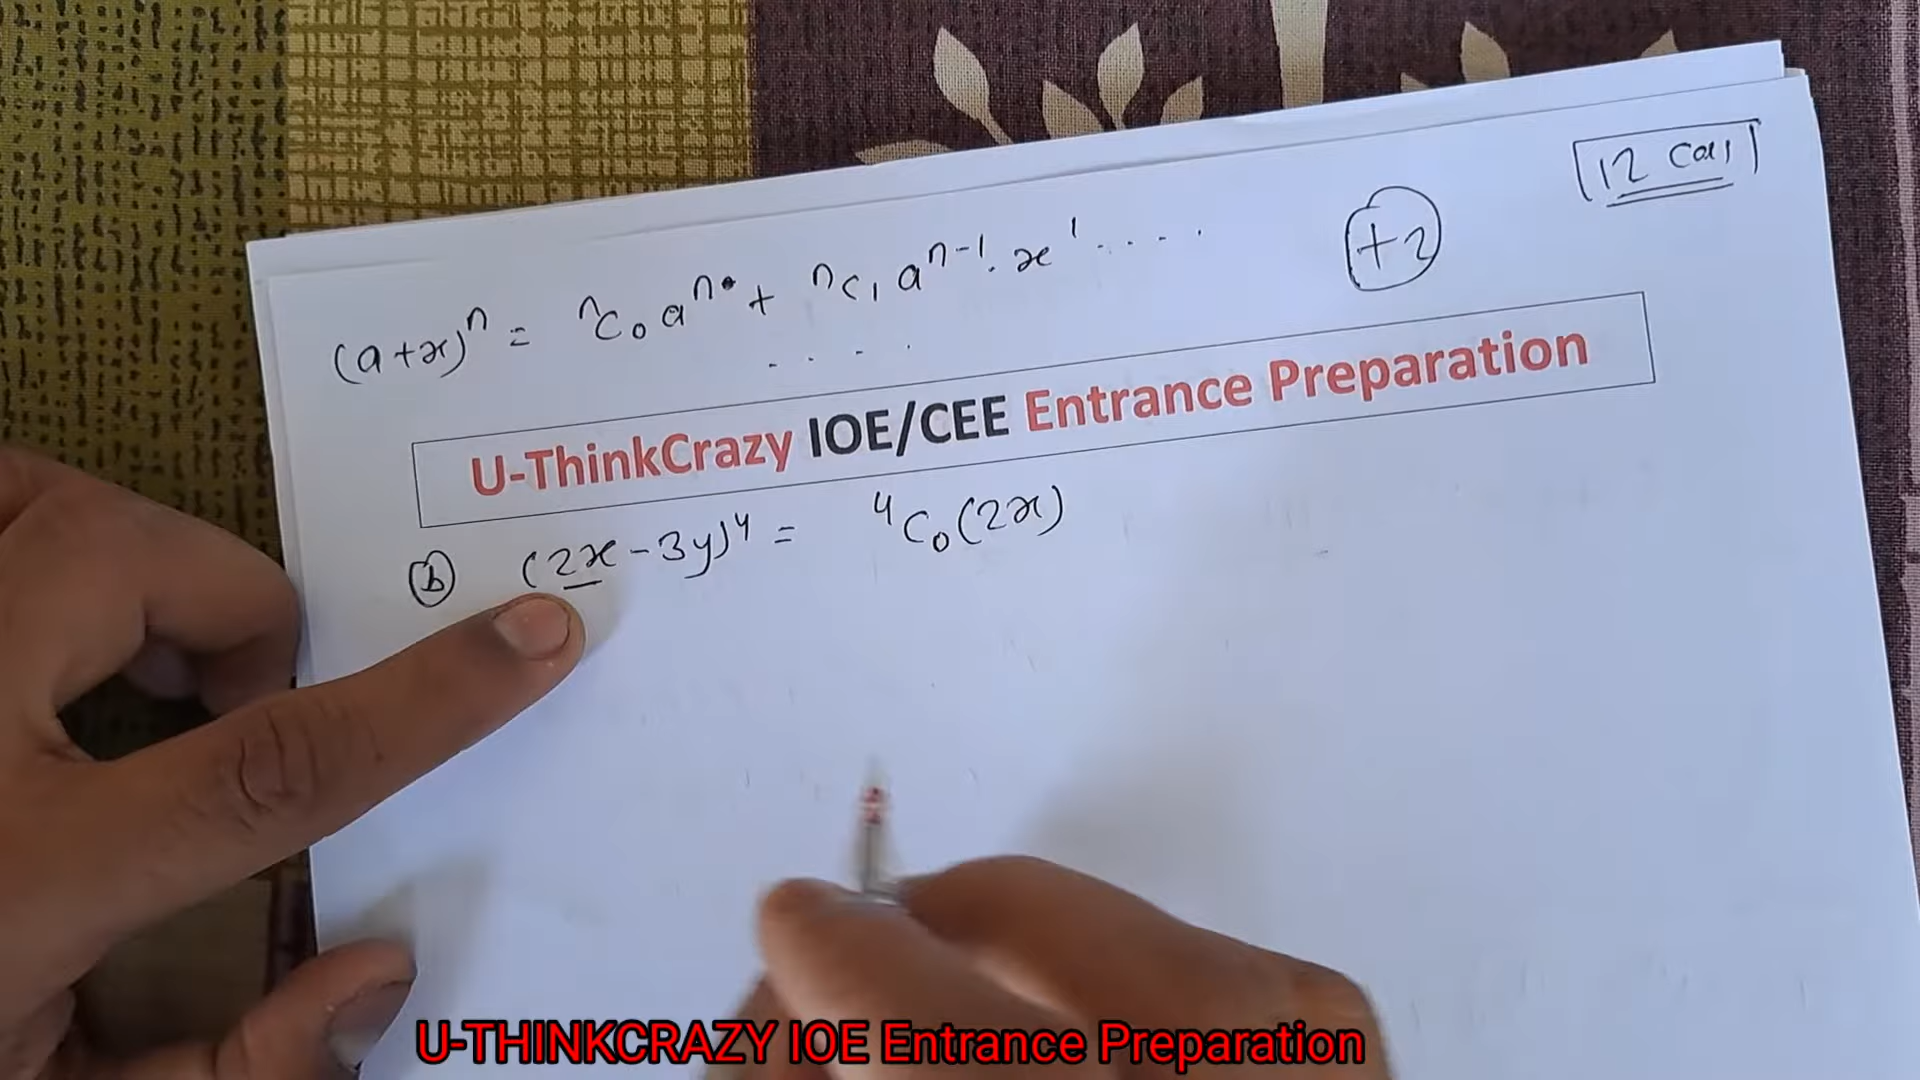 12 Cal
+2
(a+x)ⁿ = ⁿC₀ aⁿ + ⁿC₁ aⁿ⁻¹. x¹ ....
. . . .
U-ThinkCrazy IOE/CEE Entrance Preparation
ⓑ (2x-3y)⁴ = ⁴C₀(2x)
U-THINKCRAZY IOE Entrance Preparation